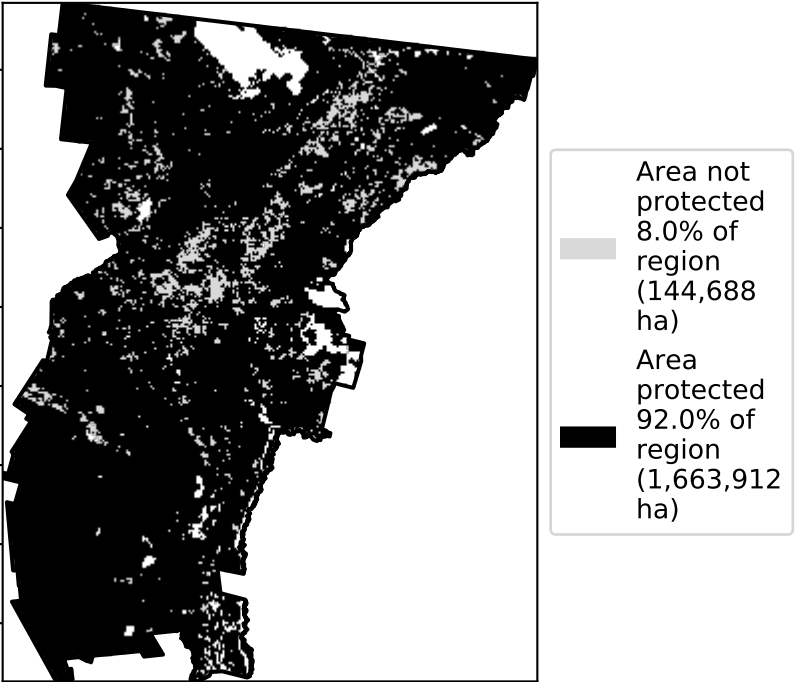 Area not
protected
8.0% of
region
(144,688
ha)
Area
protected
92.0% of
region
(1,663,912
ha)